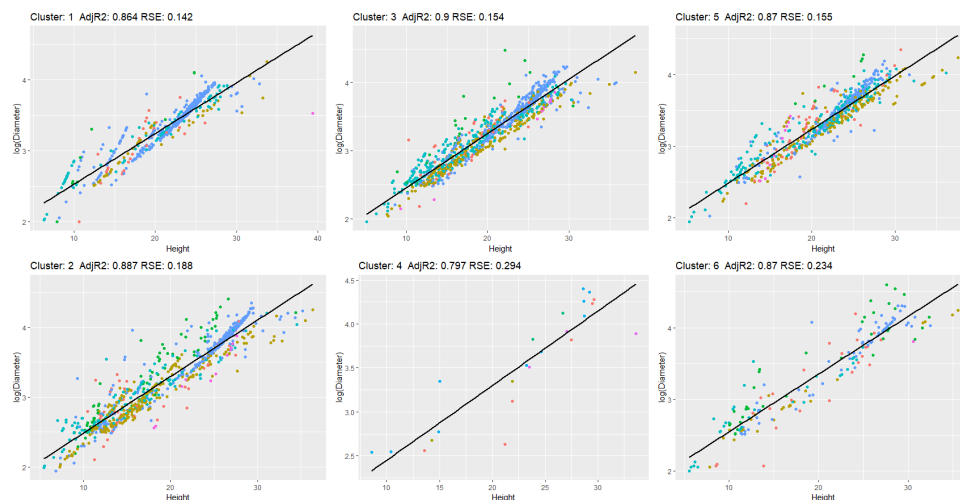 Cluster: 1 AdjR2: 0.864 RSE: 0.142
4
3
2
log(Diameter)
10
20
30
40
Height
Cluster: 3 AdjR2: 0.9 RSE: 0.154
4
3
2
log(Diameter)
10
20
30
Height
Cluster: 5 AdjR2: 0.87 RSE: 0.155
4
3
2
log(Diameter)
10
20
30
Height
Cluster: 2 AdjR2: 0.887 RSE: 0.188
4
3
2
log(Diameter)
10
20
30
Height
Cluster: 4 AdjR2: 0.797 RSE: 0.294
4.5
4.0
3.5
3.0
2.5
log(Diameter)
10
15
20
25
30
Height
Cluster: 6 AdjR2: 0.87 RSE: 0.234
4
3
2
log(Diameter)
10
20
30
Height